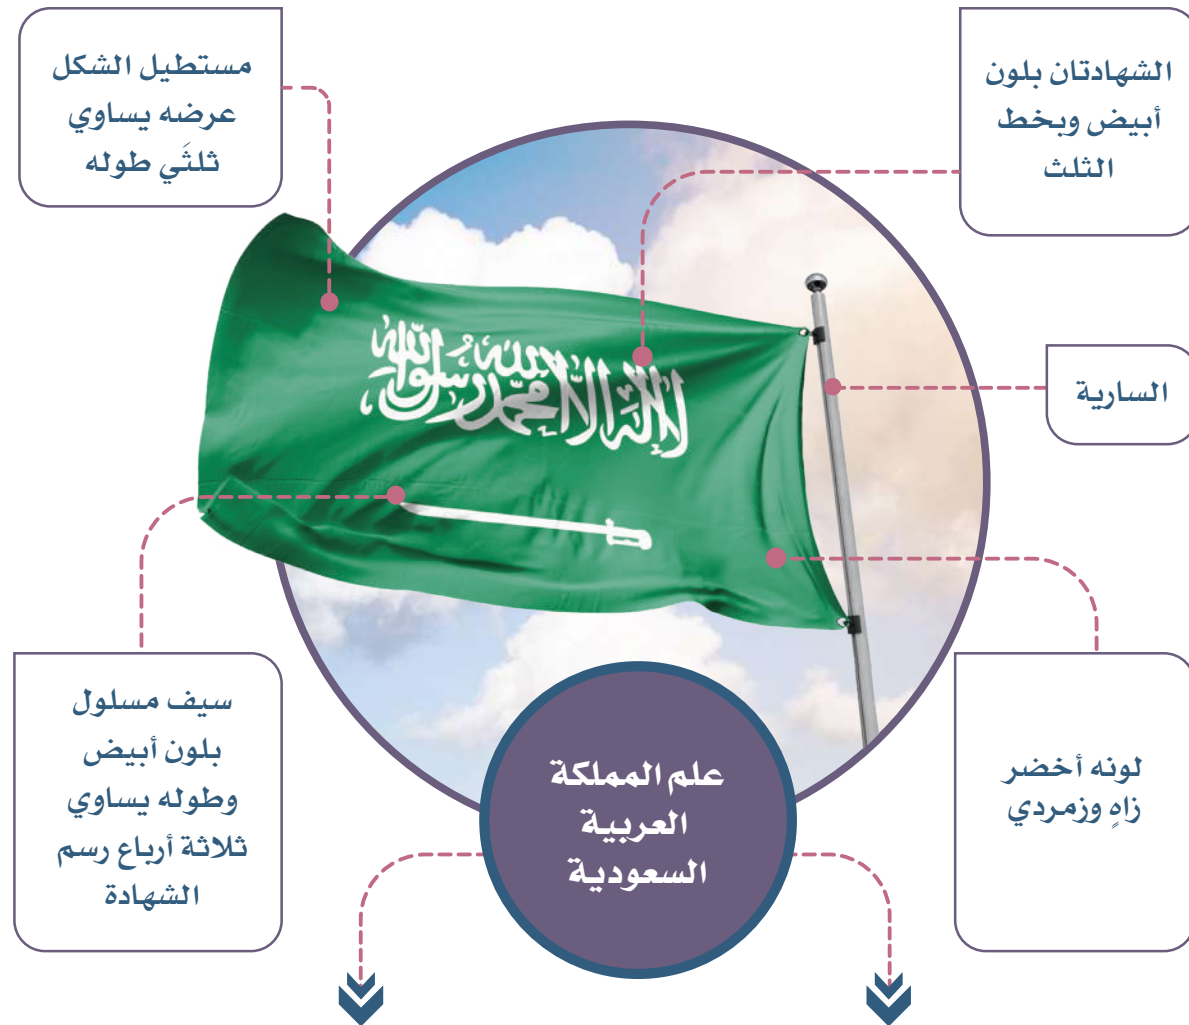 الشهادتان بلون
أبيض وبخط
الثلث
مستطيل الشكل
عرضه يساوي
ثلثَي طوله
لا إله إلا الله محمد رسول الله
السارية
لونه أخضر
زاهٍ وزمردي
سيف مسلول
بلون أبيض
وطوله يساوي
ثلاثة أرباع رسم
الشهادة
علم المملكة
العربية
السعودية